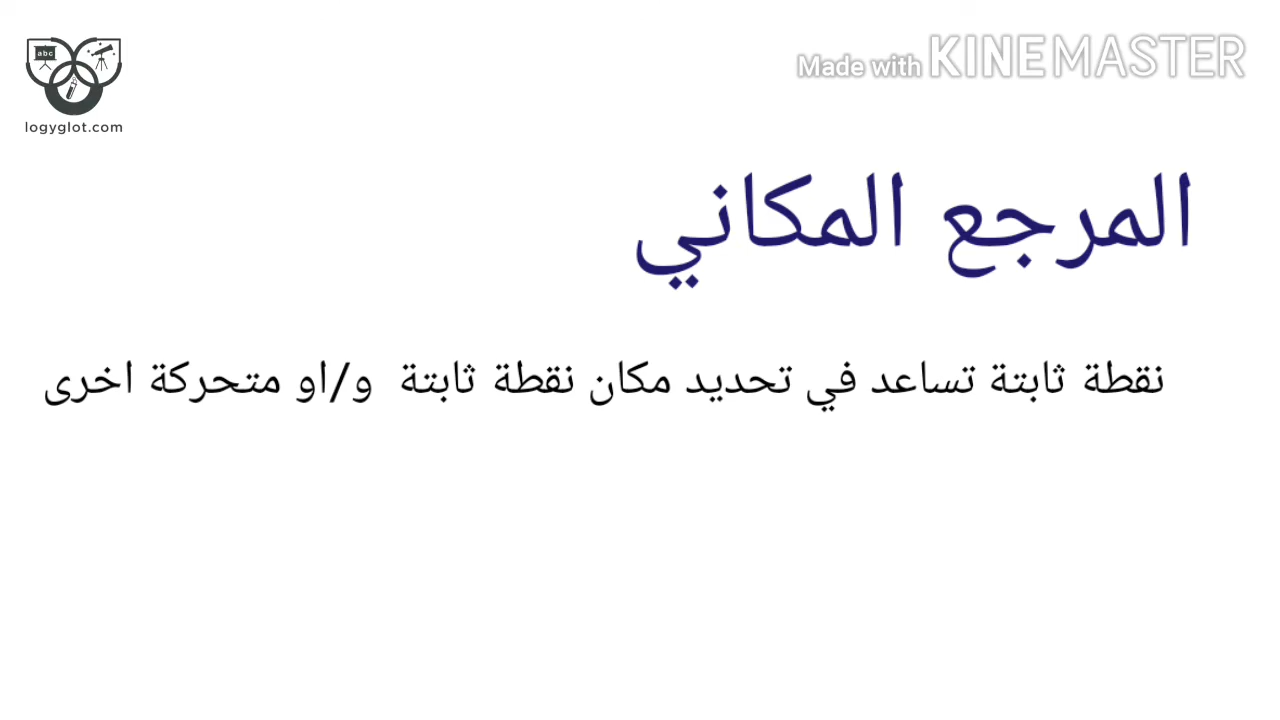 abc
logyglot.com
Made with KINEMASTER
المرجع المكاني
نقطة ثابتة تساعد في تحديد مكان نقطة ثابتة و/او متحركة اخرى